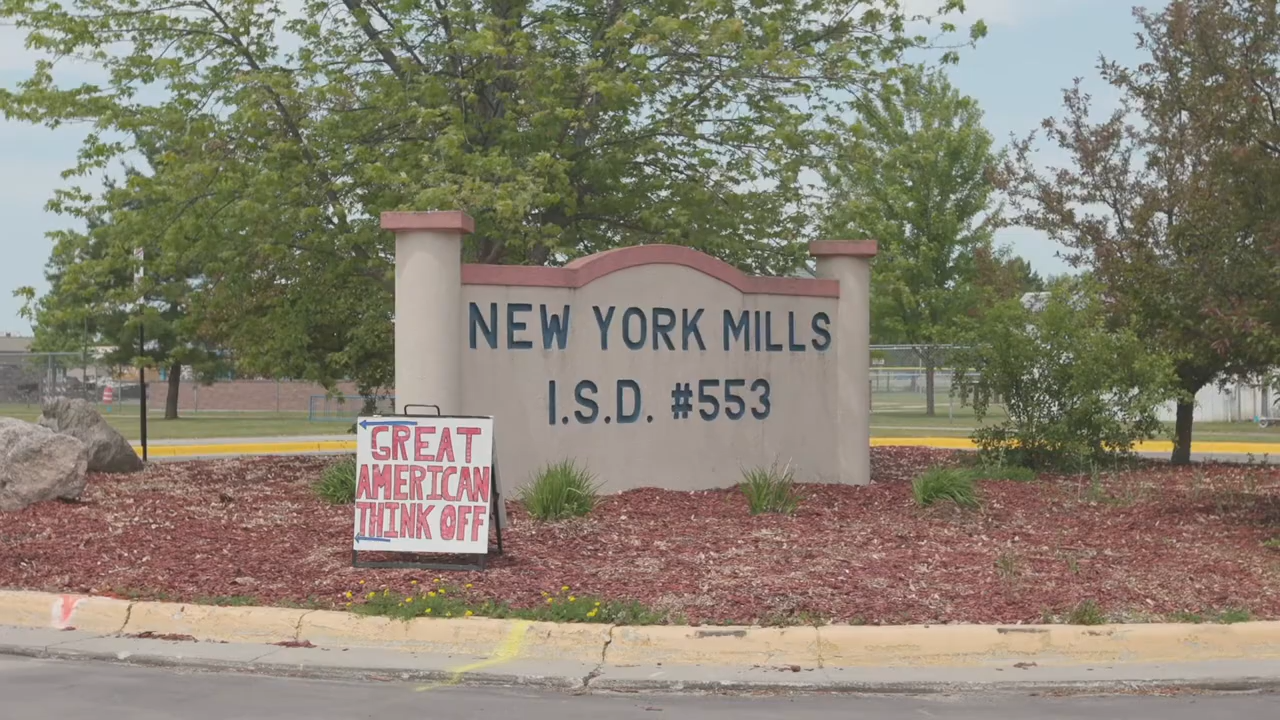 NEW YORK MILLS
I.S.D. #553
GREAT
AMERICAN
THINK OFF